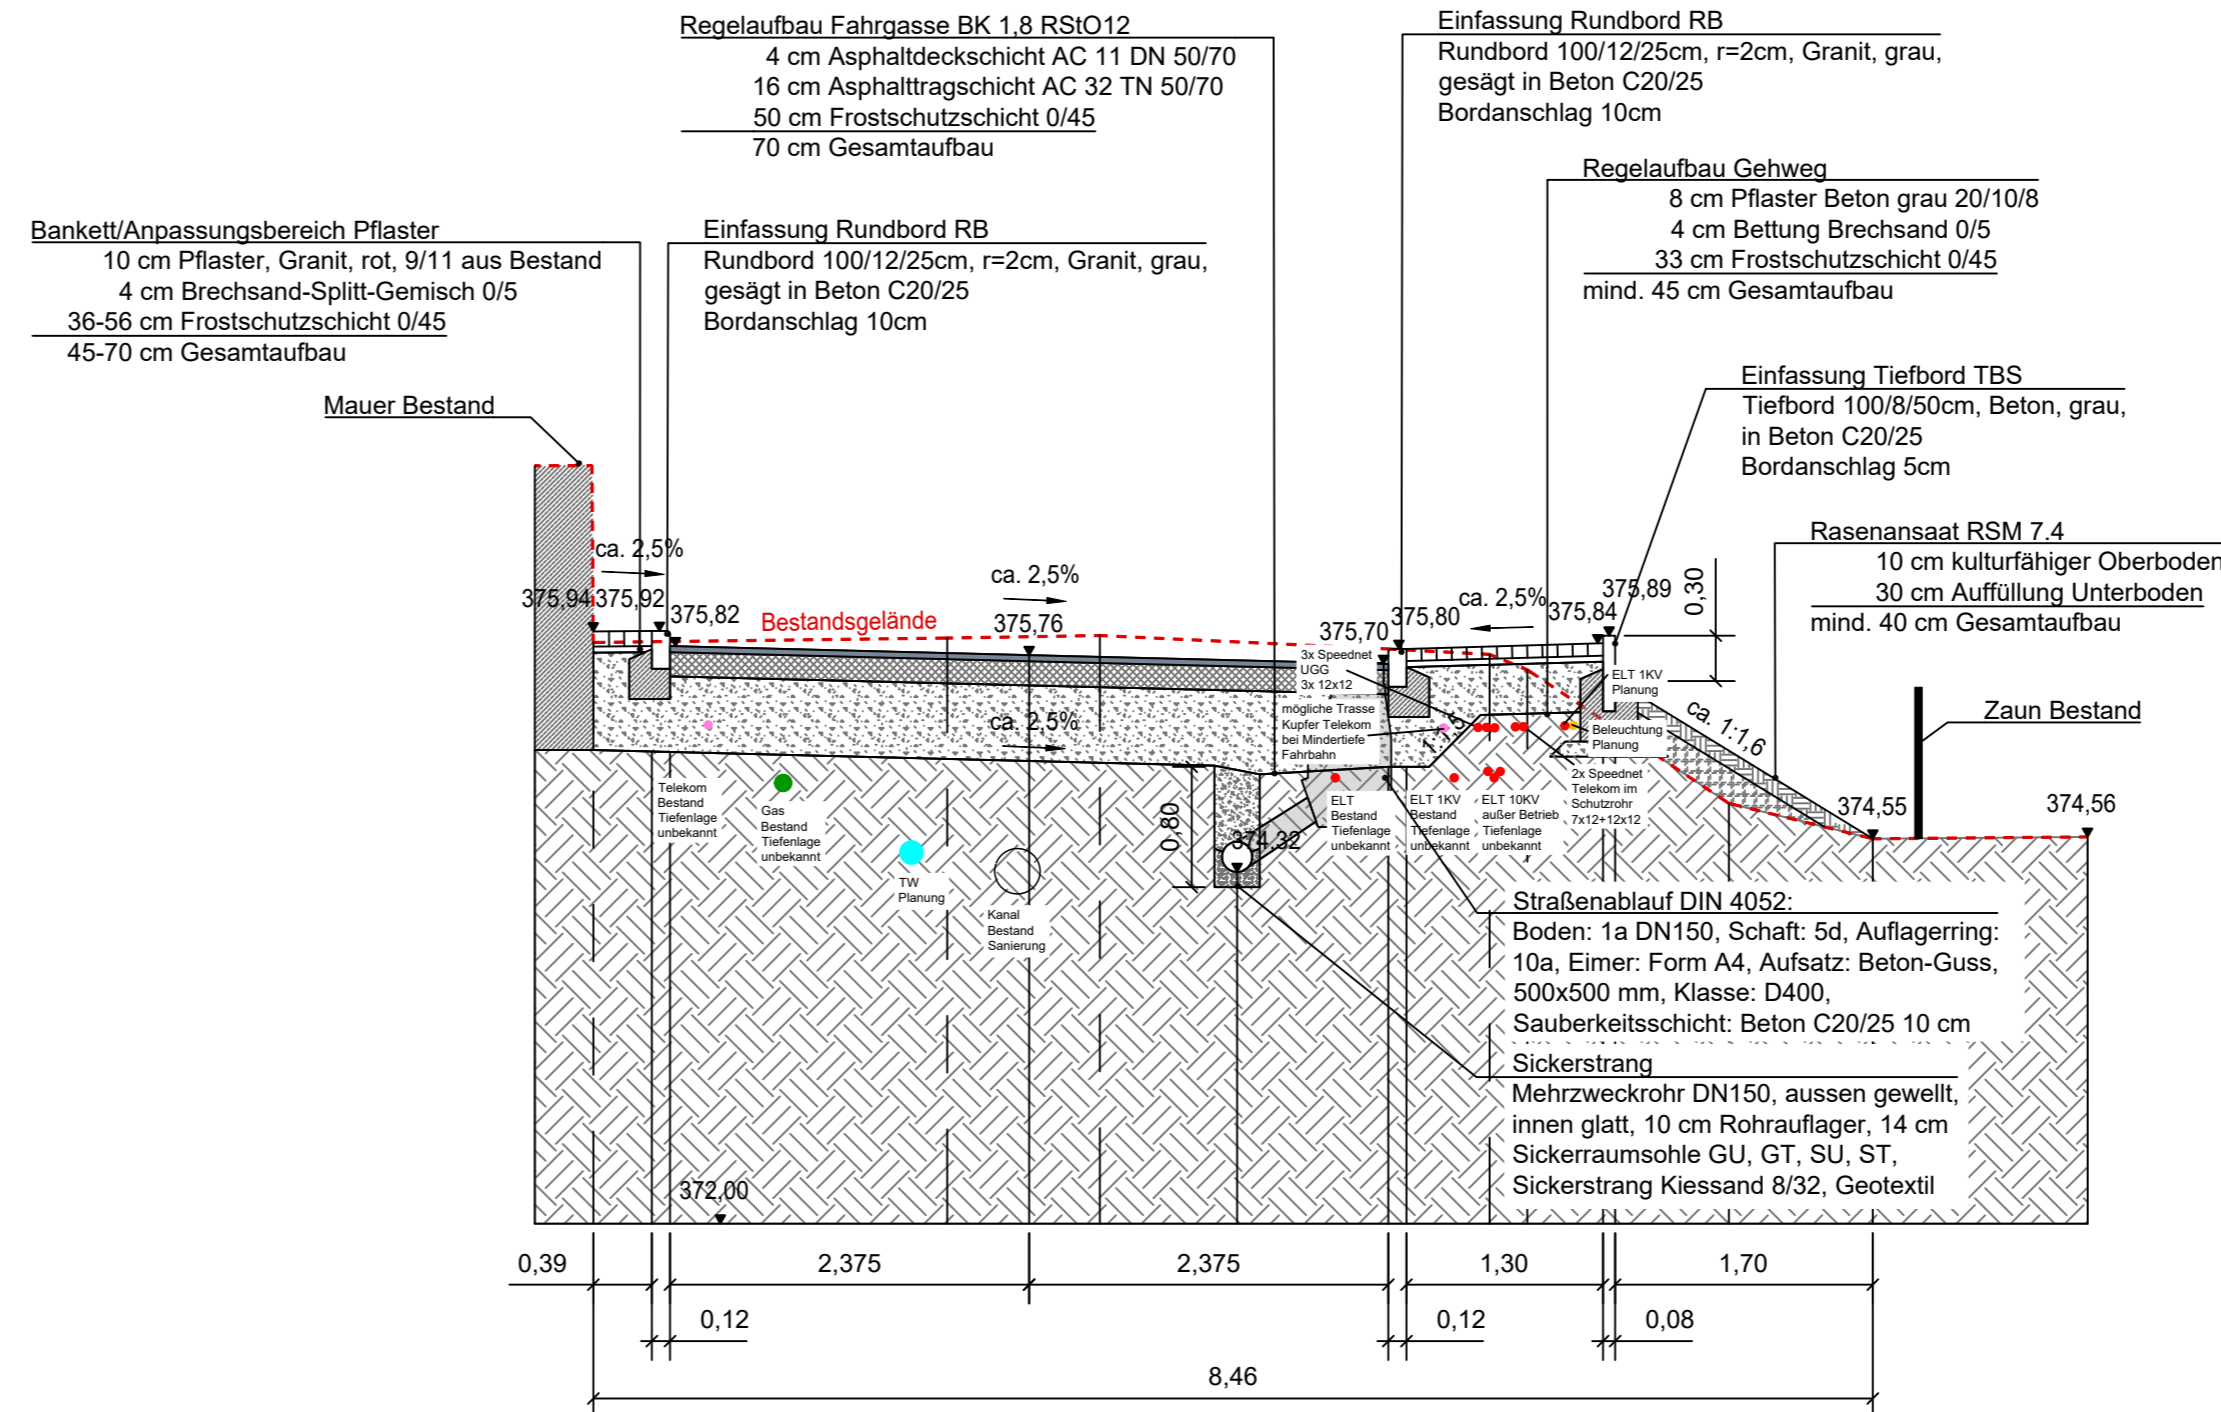 Regelaufbau Fahrgasse BK 1,8 RStO12
4 cm Asphaltdeckschicht AC 11 DN 50/70
16 cm Asphalttragschicht AC 32 TN 50/70
50 cm Frostschutzschicht 0/45
70 cm Gesamtaufbau
Einfassung Rundbord RB
Rundbord 100/12/25cm, r=2cm, Granit, grau,
gesägt in Beton C20/25
Bordanschlag 10cm
Regelaufbau Gehweg
8 cm Pflaster Beton grau 20/10/8
4 cm Bettung Brechsand 0/5
33 cm Frostschutzschicht 0/45
mind. 45 cm Gesamtaufbau
Bankett/Anpassungsbereich Pflaster
10 cm Pflaster, Granit, rot, 9/11 aus Bestand
4 cm Brechsand-Splitt-Gemisch 0/5
36-56 cm Frostschutzschicht 0/45
45-70 cm Gesamtaufbau
Einfassung Rundbord RB
Rundbord 100/12/25cm, r=2cm, Granit, grau,
gesägt in Beton C20/25
Bordanschlag 10cm
Mauer Bestand
Einfassung Tiefbord TBS
Tiefbord 100/8/50cm, Beton, grau,
in Beton C20/25
Bordanschlag 5cm
Rasenansaat RSM 7.4
10 cm kulturfähiger Oberboden
30 cm Auffüllung Unterboden
mind. 40 cm Gesamtaufbau
Zaun Bestand
ca. 2,5%
375,94
375,92
375,82
Bestandsgelände
ca. 2,5%
375,76
375,70
375,80
ca. 2,5%
375,84
375,89
0,30
3x Speednet
UGG
3x 12x12
mögliche Trasse
Kupfer Telekom
bei Mindertiefe
Fahrbahn
ca. 2,5%
ELT 1KV
Planung
Beleuchtung
Planung
ca. 1:1,6
2x Speednet
Telekom im
Schutzrohr
7x12+12x12
374,55
374,56
Telekom
Bestand
Tiefenlage
unbekannt
Gas
Bestand
Tiefenlage
unbekannt
TW
Planung
Kanal
Bestand
Sanierung
0,80
374.32
ELT
Bestand
Tiefenlage
unbekannt
ELT 1KV
Bestand
Tiefenlage
unbekannt
ELT 10KV
außer Betrieb
Tiefenlage
unbekannt
Straßenablauf DIN 4052:
Boden: 1a DN150, Schaft: 5d, Auflagerring:
10a, Eimer: Form A4, Aufsatz: Beton-Guss,
500x500 mm, Klasse: D400,
Sauberkeitsschicht: Beton C20/25 10 cm
Sickerstrang
Mehrzweckrohr DN150, aussen gewellt,
innen glatt, 10 cm Rohrauflager, 14 cm
Sickerraumsohle GU, GT, SU, ST,
Sickerstrang Kiessand 8/32, Geotextil
372,00
0,39
2,375
2,375
1,30
1,70
0,12
0,12
0,08
8,46